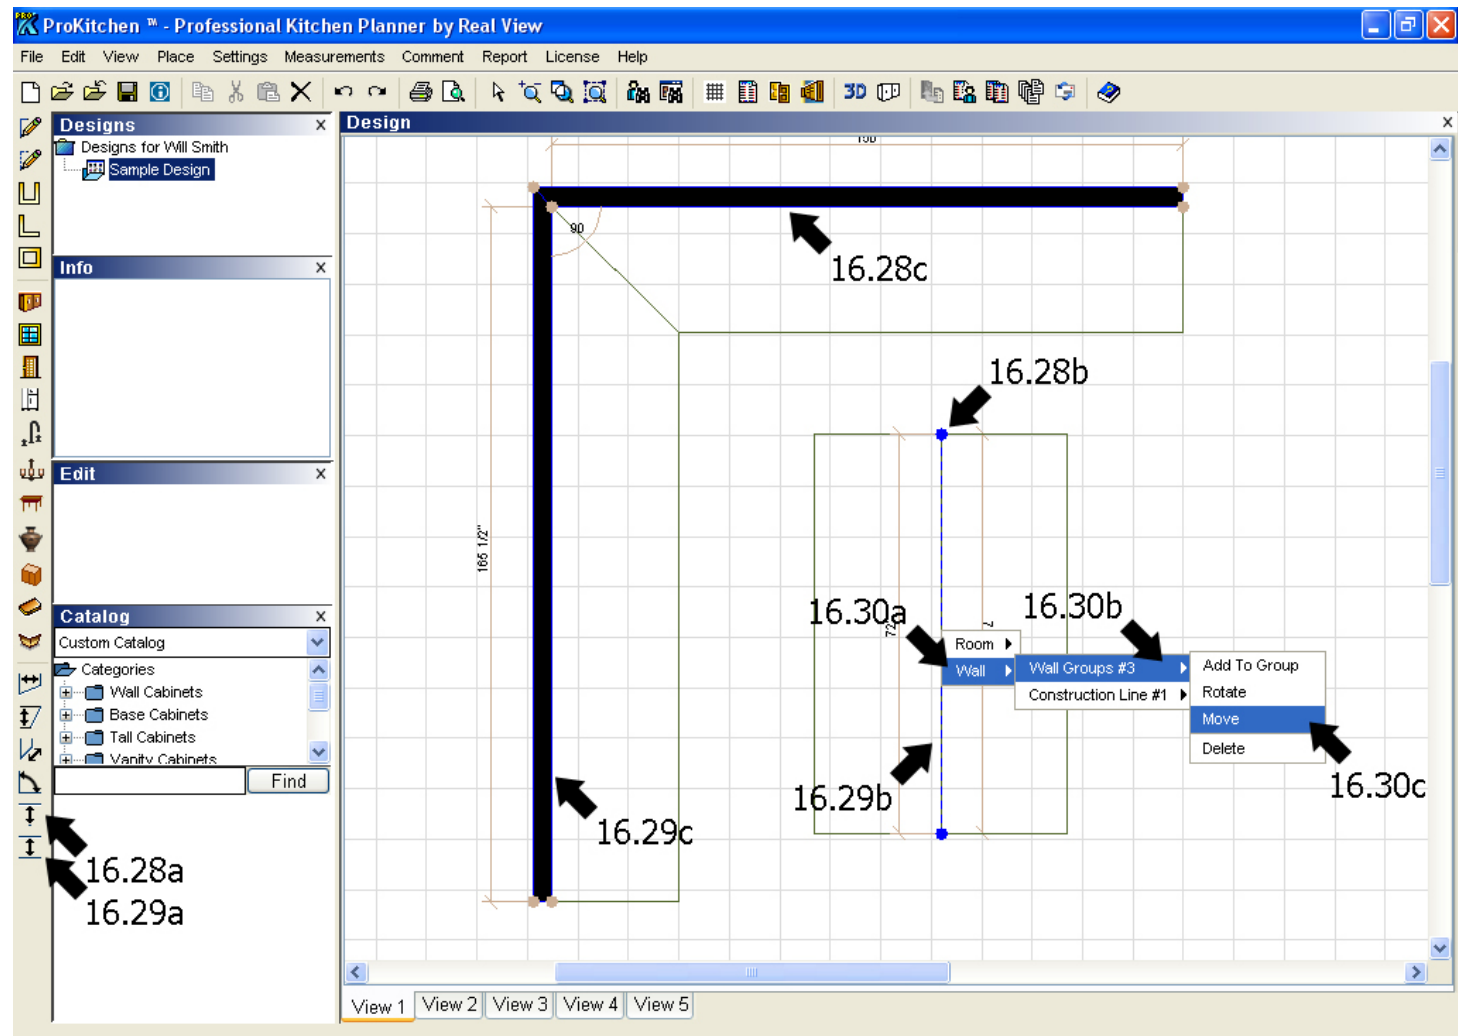 ProKitchen ™ - Professional Kitchen Planner by Real View
File Edit View Place Settings Measurements Comment Report License Help
3D
Designs x
Designs for Will Smith
Sample Design
Info x
Edit x
Catalog x
Custom Catalog
Categories
Wall Cabinets
Base Cabinets
Tall Cabinets
Vanity Cabinets
Find
16.28a
16.29a
Design x
90
16.28c
16.28b
165 1/2"
16.30a
16.30b
Room
Wall
Wall Groups #3
Construction Line #1
Add To Group
Rotate
Move
Delete
16.30c
16.29b
16.29c
View 1 View 2 View 3 View 4 View 5